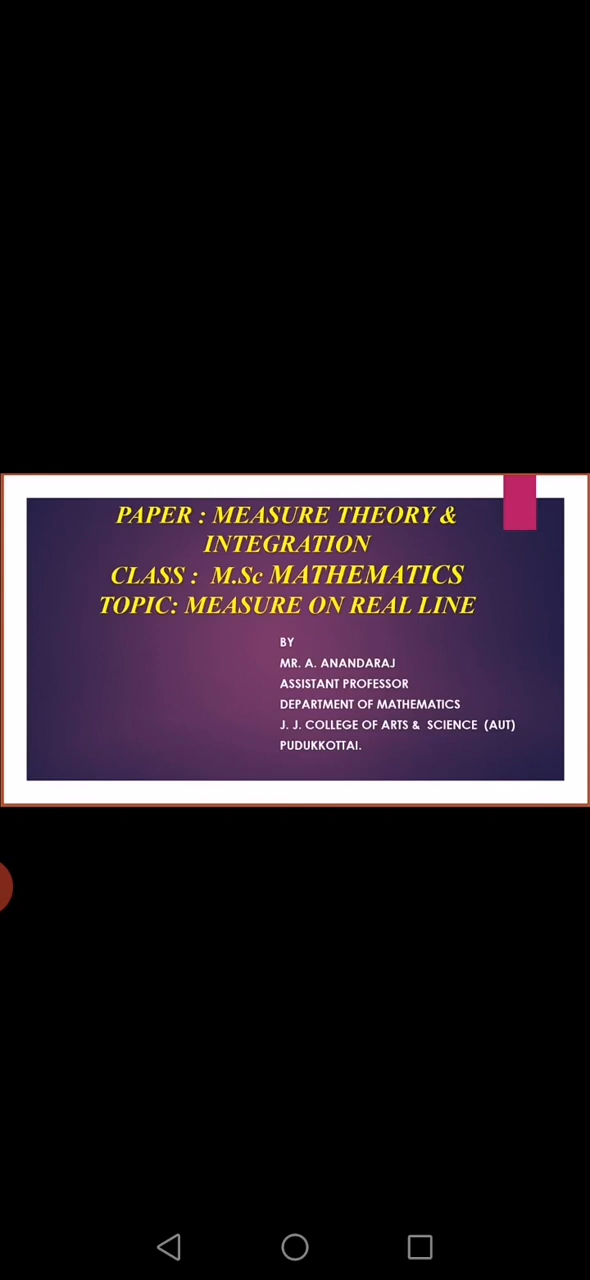 PAPER : MEASURE THEORY &
INTEGRATION
CLASS : M.Sc MATHEMATICS
TOPIC: MEASURE ON REAL LINE
BY
MR. A. ANANDARAJ
ASSISTANT PROFESSOR
DEPARTMENT OF MATHEMATICS
J. J. COLLEGE OF ARTS & SCIENCE (AUT)
PUDUKKOTTAI.